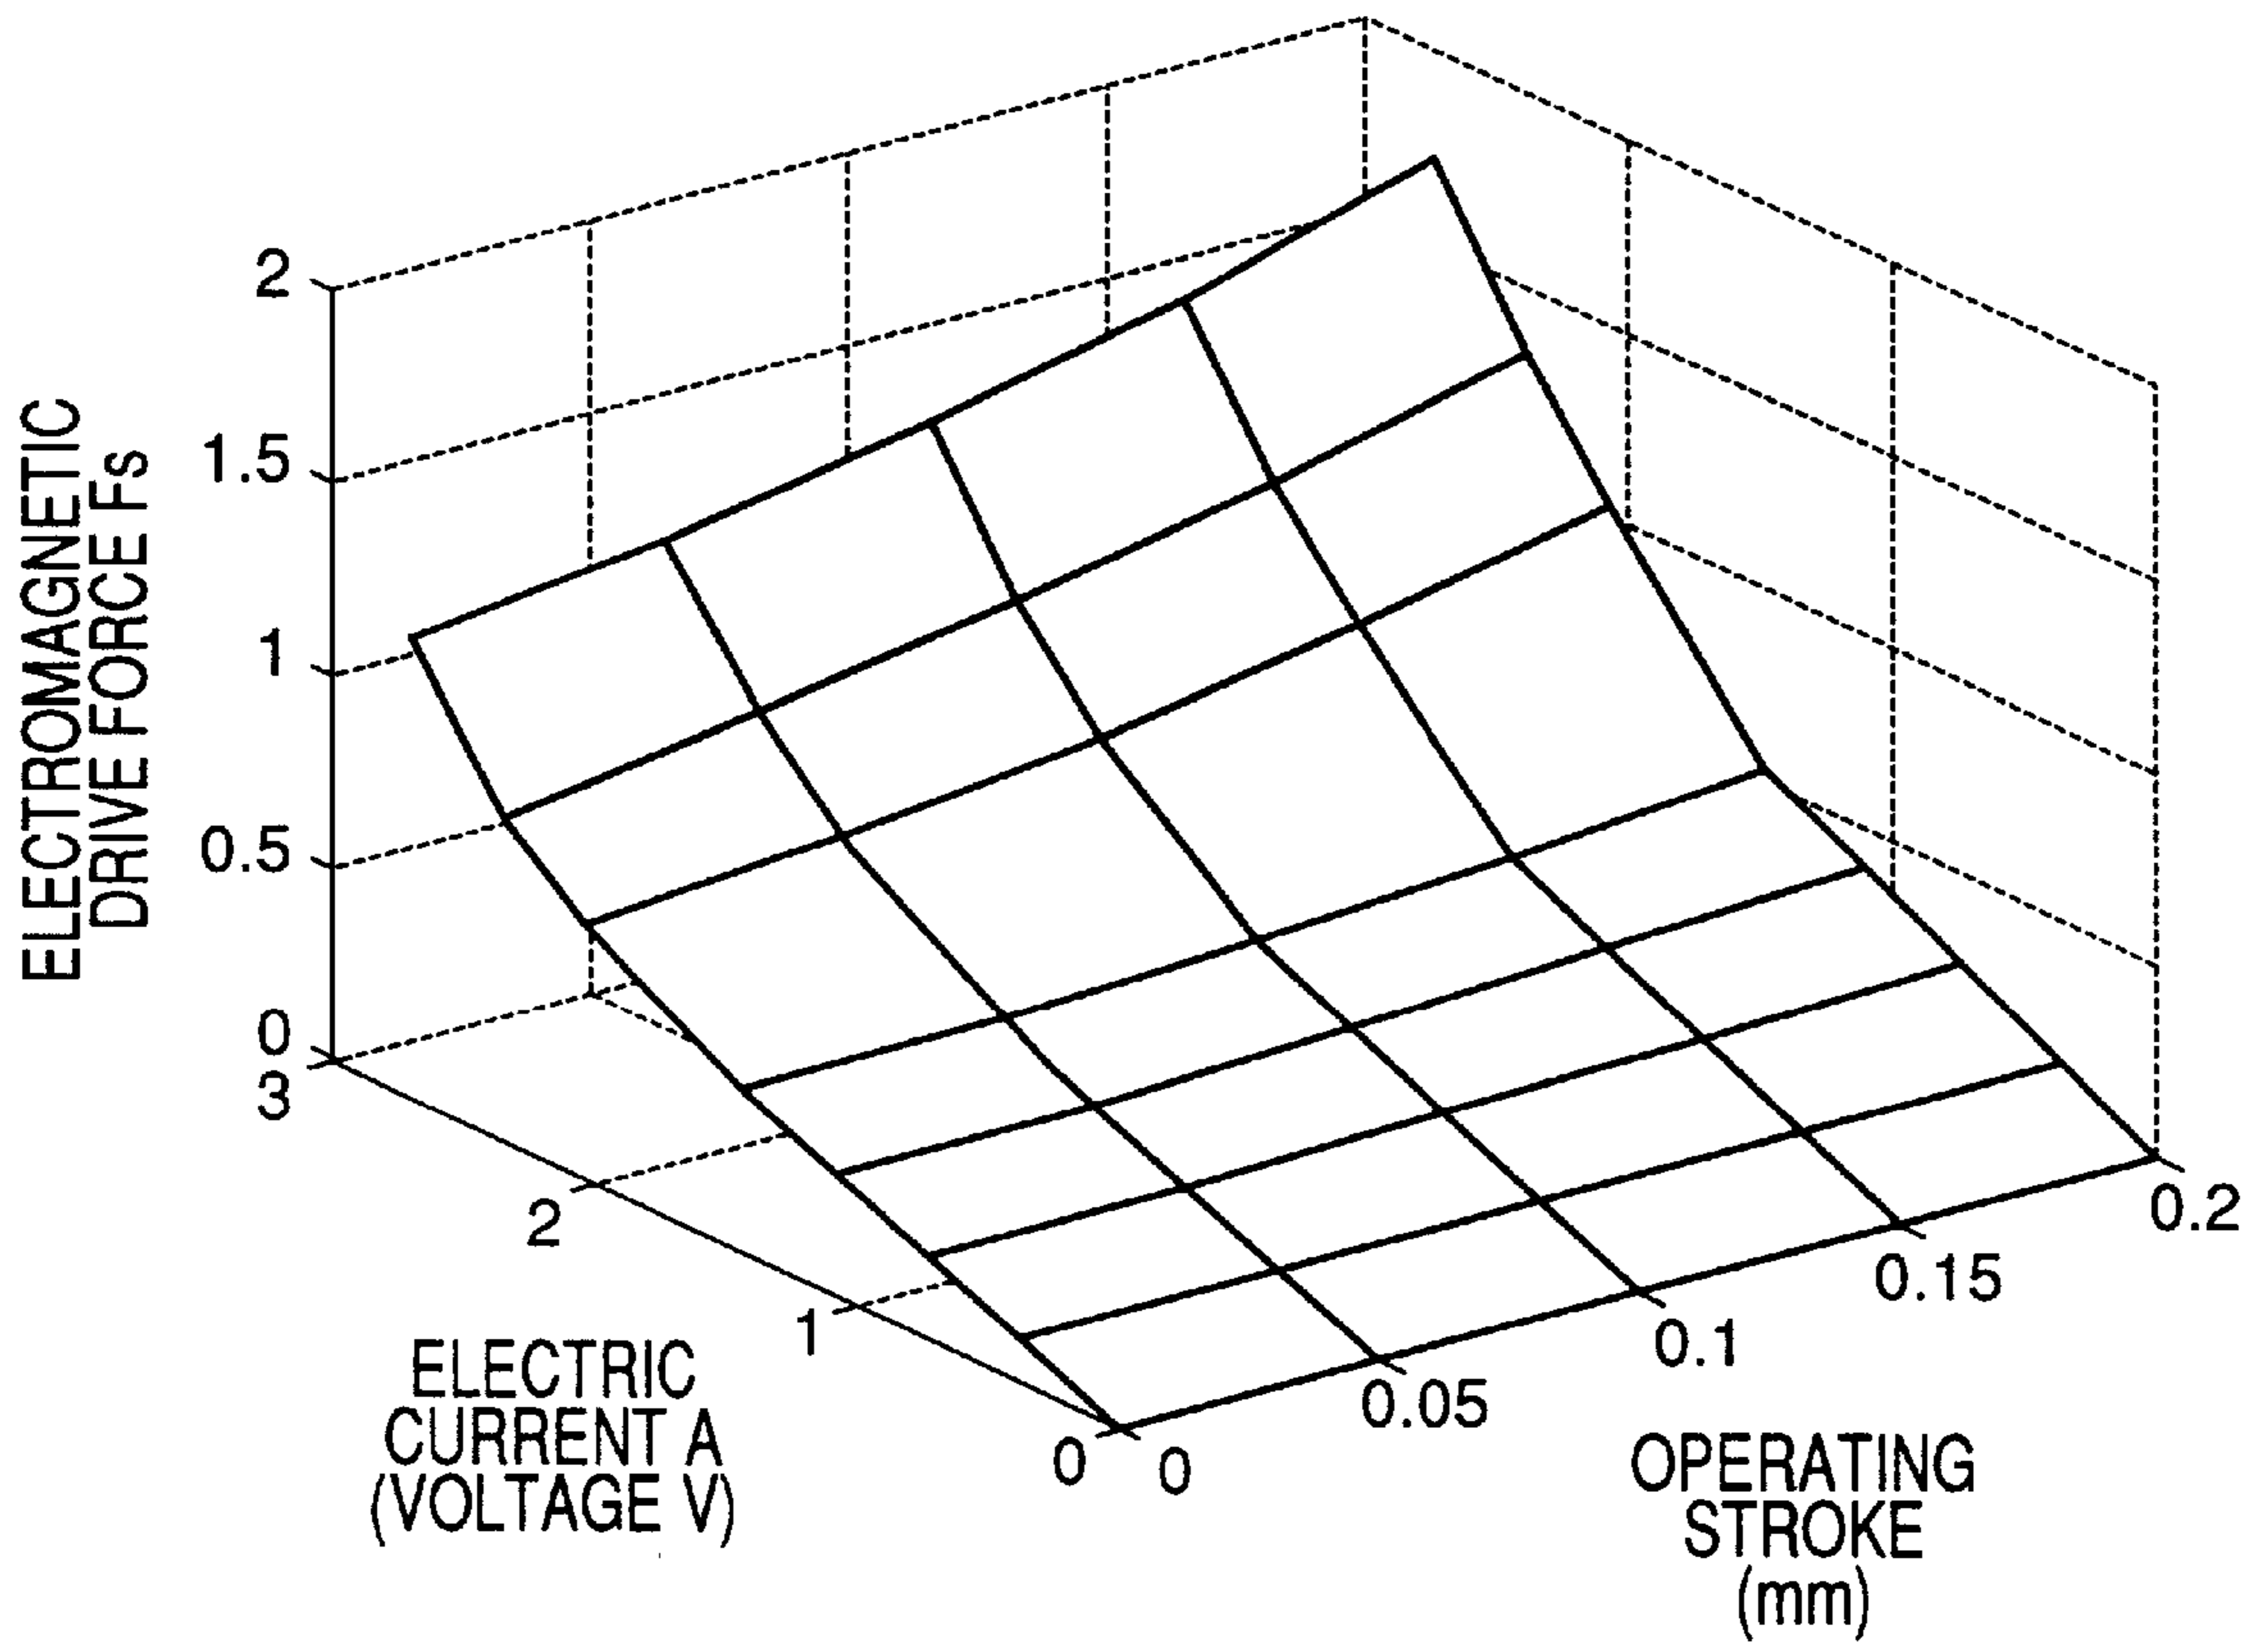 ELECTROMAGNETIC
DRIVE FORCE Fs
2
1.5
1
0.5
0
3
2
1
0
ELECTRIC
CURRENT A
(VOLTAGE V)
0
0.05
0.1
0.15
0.2
OPERATING
STROKE
(mm)